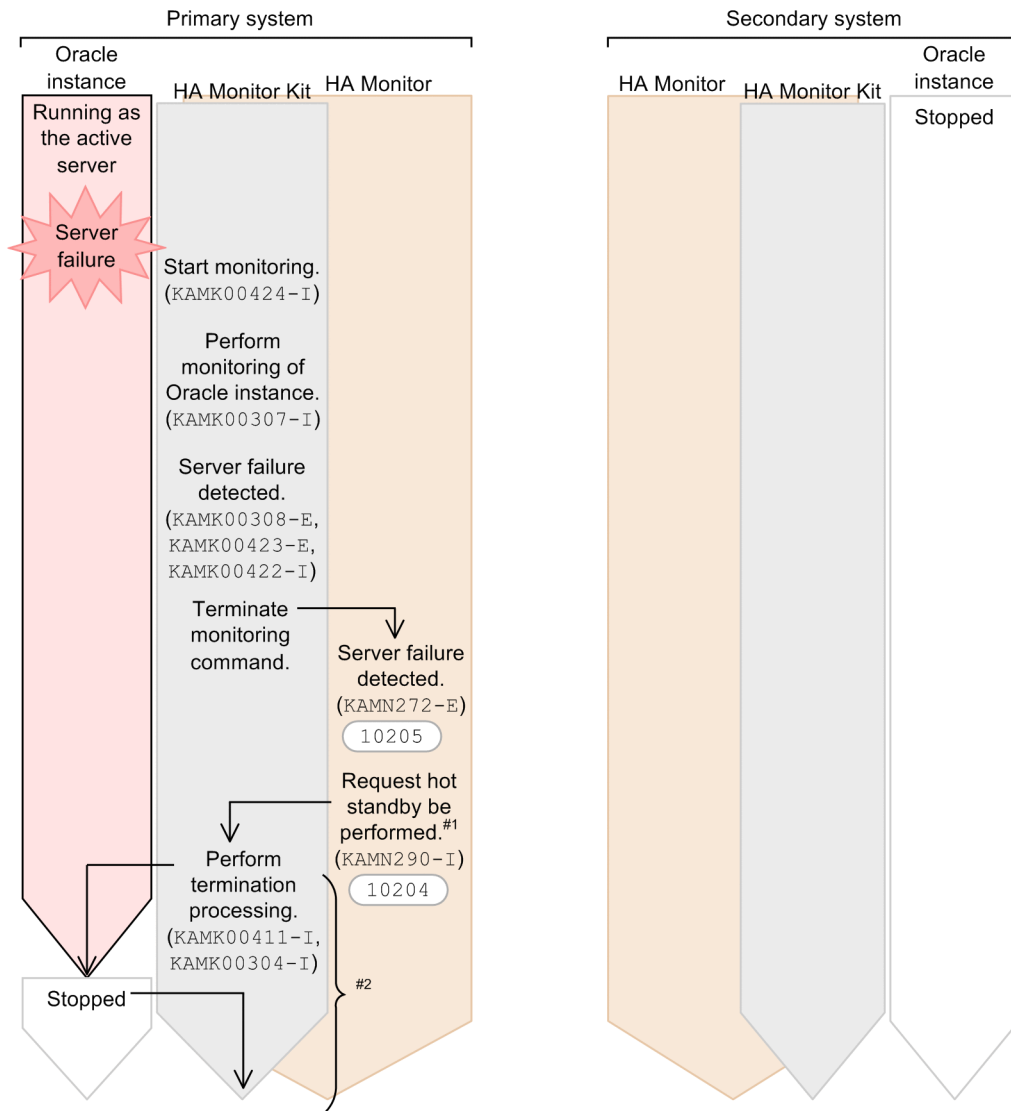 Primary system
Secondary system
Oracle
instance
HA Monitor Kit
HA Monitor
HA Monitor
HA Monitor Kit
Oracle
instance
Running as
the active
server
Stopped
Server
failure
Start monitoring.
(KAMK00424-I)
Perform
monitoring of
Oracle instance.
(KAMK00307-I)
Server failure
detected.
(KAMK00308-E,
KAMK00423-E,
KAMK00422-I)
Terminate
monitoring
command.
Server failure
detected.
(KAMN272-E)
10205
Request hot
standby be
performed.#1
(KAMN290-I)
10204
Perform
termination
processing.
(KAMK00411-I,
KAMK00304-I)
#2
Stopped